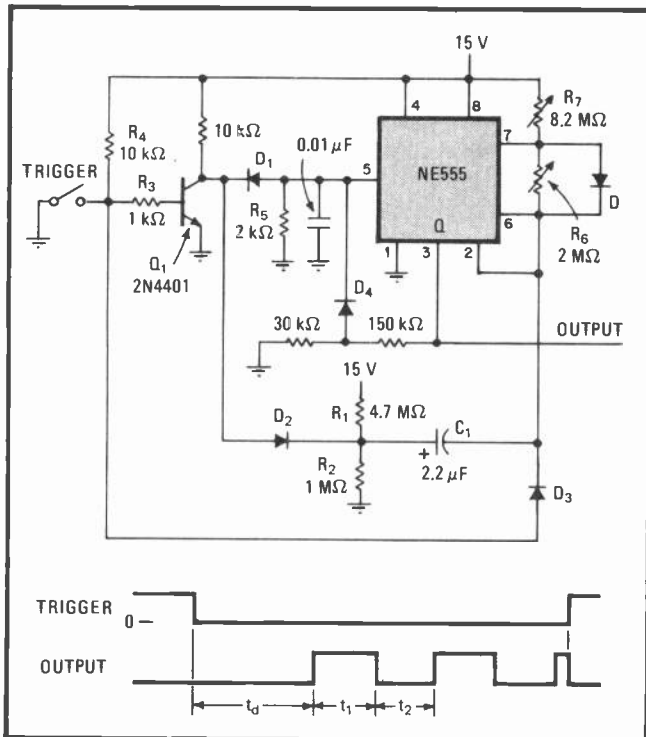 15 V
4
8
R7
8.2 MΩ
R4
10 kΩ
10 kΩ
0.01 µF
7
TRIGGER
D1
5
NE555
D
R3
1 kΩ
R5
2 kΩ
6
Q
R6
2 MΩ
Q1
2N4401
1
3
2
D4
30 kΩ
150 kΩ
OUTPUT
15 V
D2
R1
4.7 MΩ
C1
+
2.2 µF
R2
1 MΩ
D3
TRIGGER
0
OUTPUT
td
t1
t2